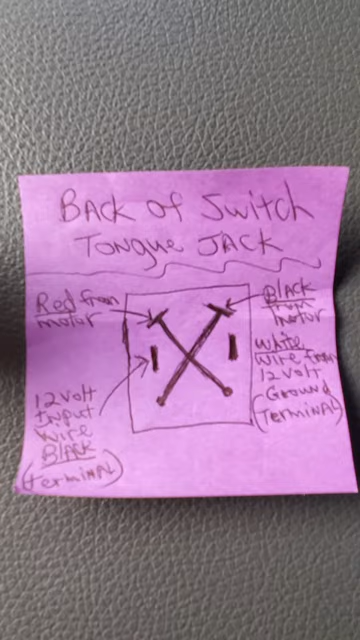 Back of Switch
Tongue JACK
Red from
motor
Black
from
motor
12 volt
Input
wire
Black
(terminal)
White
wire from
12 volt
Ground
(Terminal)